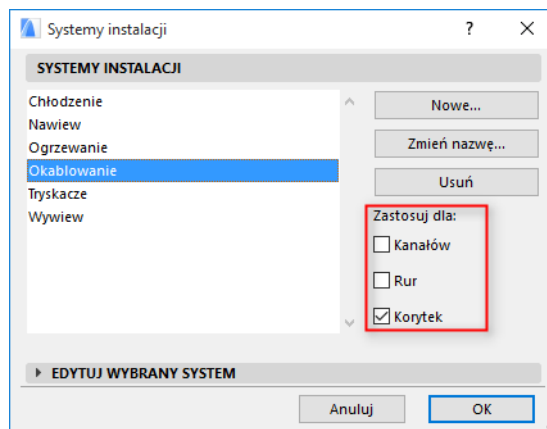 Systemy instalacji
SYSTEMY INSTALACJI
Chłodzenie
Nawiew
Ogrzewanie
Okablowanie
Tryskacze
Wywiew
Nowe...
Zmień nazwę...
Usuń
Zastosuj dla:
Kanałów
Rur
Korytek
EDYTUJ WYBRANY SYSTEM
Anuluj
OK